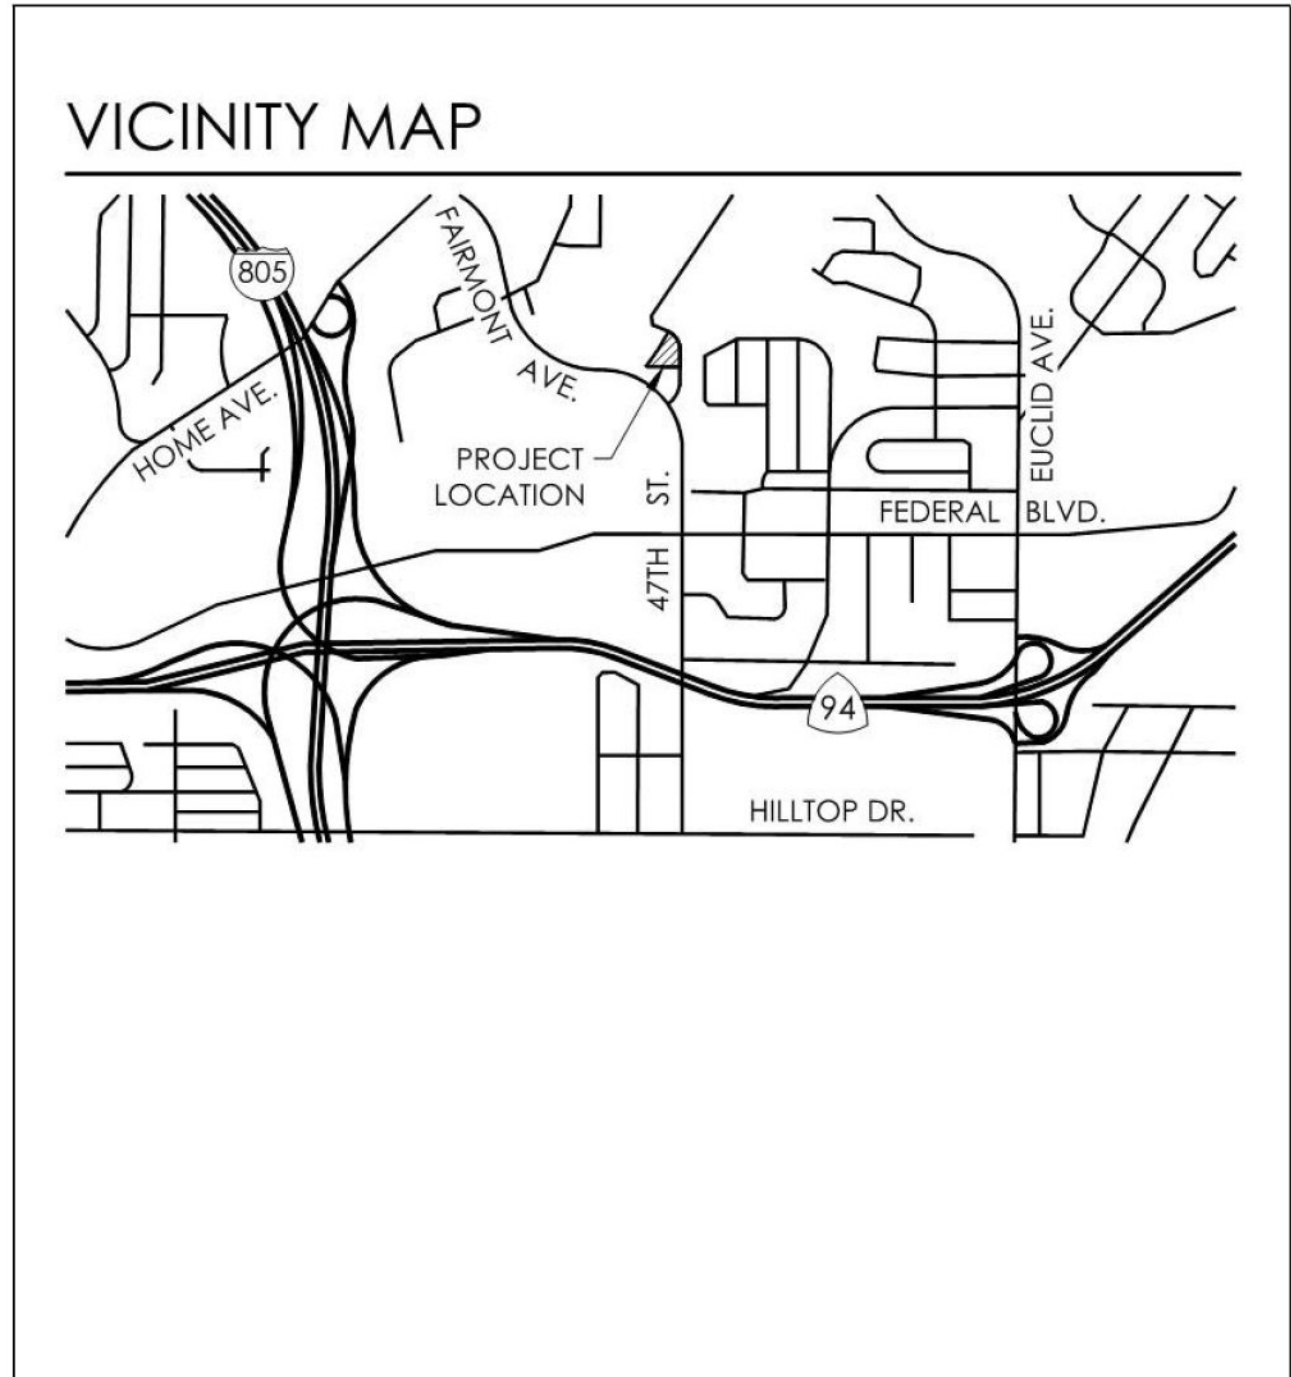 VICINITY MAP
805
FAIRMONT AVE.
HOME AVE.
EUCLID AVE.
PROJECT
LOCATION
47TH ST.
FEDERAL BLVD.
94
HILLTOP DR.